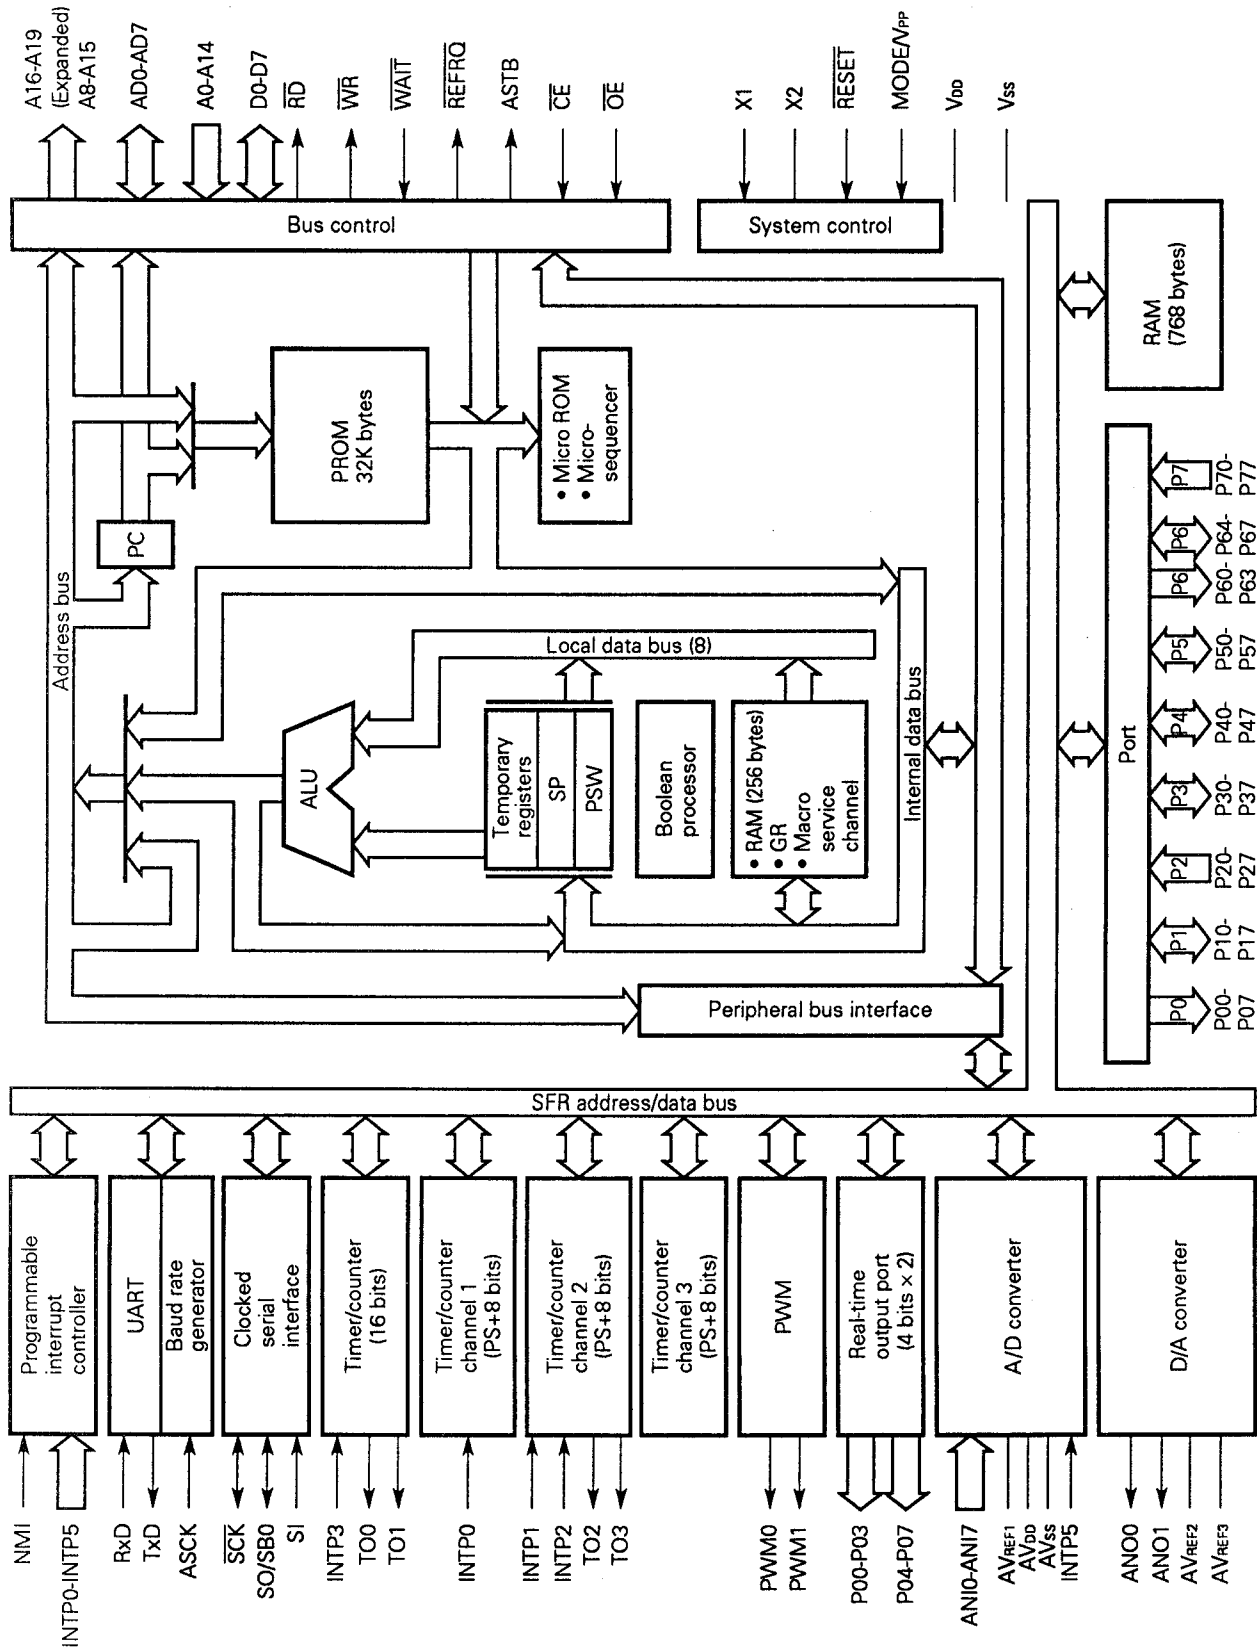 NMI
INTP0-INTP5
RxD
TxD
ASCK
SCK
SO/SB0
SI
INTP3
TO0
TO1
INTP0
INTP1
INTP2
TO2
TO3
PWM0
PWM1
P00-P03
P04-P07
ANI0-ANI7
AVREF1
AVDD
AVSS
INTP5
ANO0
ANO1
AVREF2
AVREF3
Programmable
interrupt
controller
UART
Baud rate
generator
Clocked
serial
interface
Timer/counter
(16 bits)
Timer/counter
channel 1
(PS+8 bits)
Timer/counter
channel 2
(PS+8 bits)
Timer/counter
channel 3
(PS+8 bits)
PWM
Real-time
output port
(4 bits × 2)
A/D converter
D/A converter
SFR address/data bus
Peripheral bus interface
Address bus
PC
ALU
Temporary
registers
SP
PSW
Boolean
processor
• RAM (256 bytes)
• GR
• Macro
service
channel
Local data bus (8)
Internal data bus
PROM
32K bytes
• Micro ROM
• Micro-
sequencer
Bus control
System control
A16-A19
(Expanded)
A8-A15
AD0-AD7
A0-A14
D0-D7
RD
WR
WAIT
REFRQ
ASTB
CE
OE
X1
X2
RESET
MODE/VPP
VDD
VSS
RAM
(768 bytes)
Port
P0
P1
P2
P3
P4
P5
P6
P6
P7
P00-
P07
P10-
P17
P20-
P27
P30-
P37
P40-
P47
P50-
P57
P60-
P63
P64-
P67
P70-
P77